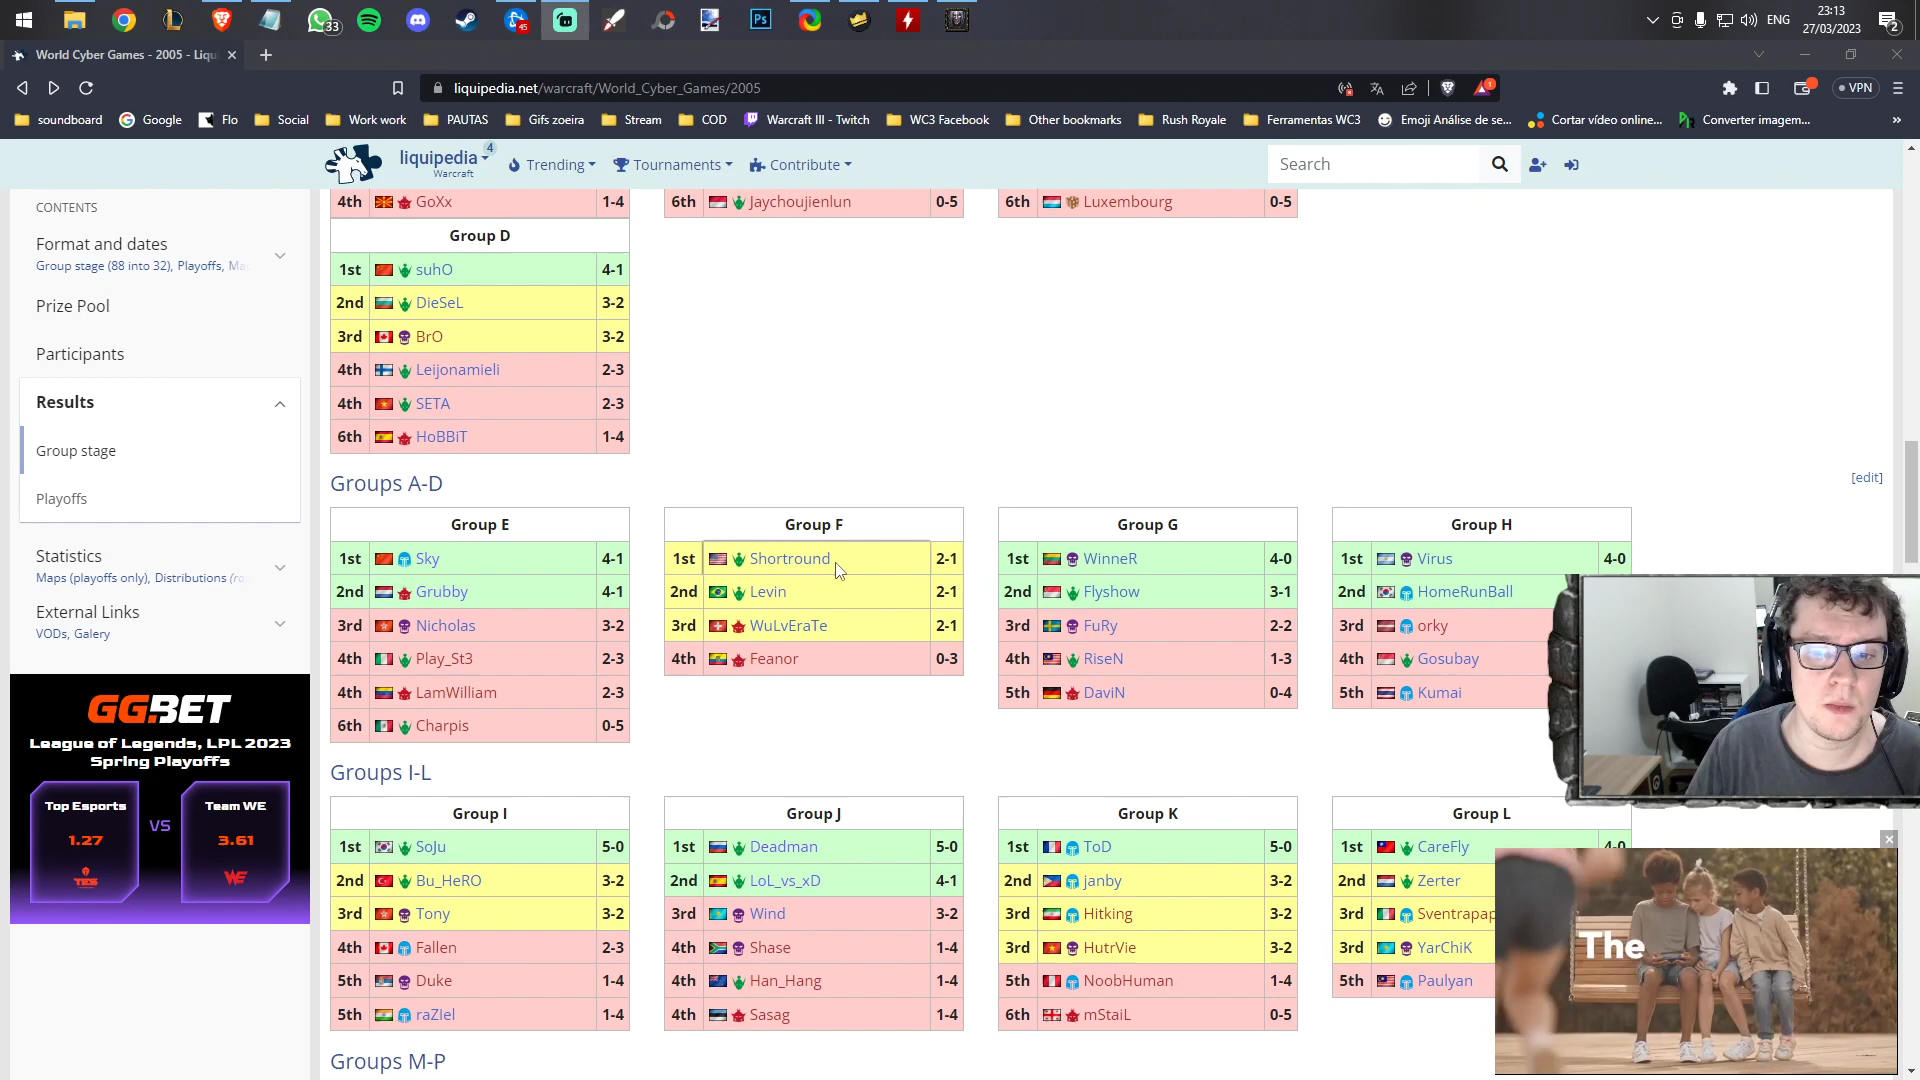 33
45
Ps
ENG
23:13
27/03/2023
2
World Cyber Games - 2005 - Liqu
liquipedia.net/warcraft/World_Cyber_Games/2005
1
VPN
soundboard
Google
Flo
Social
Work work
PAUTAS
Gifs zoeira
Stream
COD
Warcraft III - Twitch
WC3 Facebook
Other bookmarks
Rush Royale
Ferramentas WC3
Emoji Análise de se...
Cortar vídeo online...
Converter imagem...
»
liquipedia
Warcraft
4
Trending
Tournaments
Contribute
Search
CONTENTS
Format and dates
Group stage (88 into 32), Playoffs, Ma
Prize Pool
Participants
Results
Group stage
Playoffs
Statistics
Maps (playoffs only), Distributions (ro
External Links
VODs, Galery
GG.BET
League of Legends, LPL 2023
Spring Playoffs
Top Esports
1.27
TES
VS
Team WE
3.61
WE
4th GoXx 1-4
6th Jaychoujienlun 0-5
6th Luxembourg 0-5
Group D
1st suhO 4-1
2nd DieSeL 3-2
3rd BrO 3-2
4th Leijonamieli 2-3
4th SETA 2-3
6th HoBBiT 1-4
Groups A-D
[edit]
Group E
1st Sky 4-1
2nd Grubby 4-1
3rd Nicholas 3-2
4th Play_St3 2-3
4th LamWilliam 2-3
6th Charpis 0-5
Group F
1st Shortround 2-1
2nd Levin 2-1
3rd WuLvEraTe 2-1
4th Feanor 0-3
Group G
1st WinneR 4-0
2nd Flyshow 3-1
3rd FuRy 2-2
4th RiseN 1-3
5th DaviN 0-4
Group H
1st Virus 4-0
2nd HomeRunBall
3rd orky
4th Gosubay
5th Kumai
Groups I-L
Group I
1st SoJu 5-0
2nd Bu_HeRO 3-2
3rd Tony 3-2
4th Fallen 2-3
5th Duke 1-4
5th raZIel 1-4
Group J
1st Deadman 5-0
2nd LoL_vs_xD 4-1
3rd Wind 3-2
4th Shase 1-4
4th Han_Hang 1-4
4th Sasag 1-4
Group K
1st ToD 5-0
2nd janby 3-2
3rd Hitking 3-2
3rd HutrVie 3-2
5th NoobHuman 1-4
6th mStaiL 0-5
Group L
1st CareFly 4-0
2nd Zerter
3rd Sventrapap
3rd YarChiK
5th Paulyan
The
Groups M-P